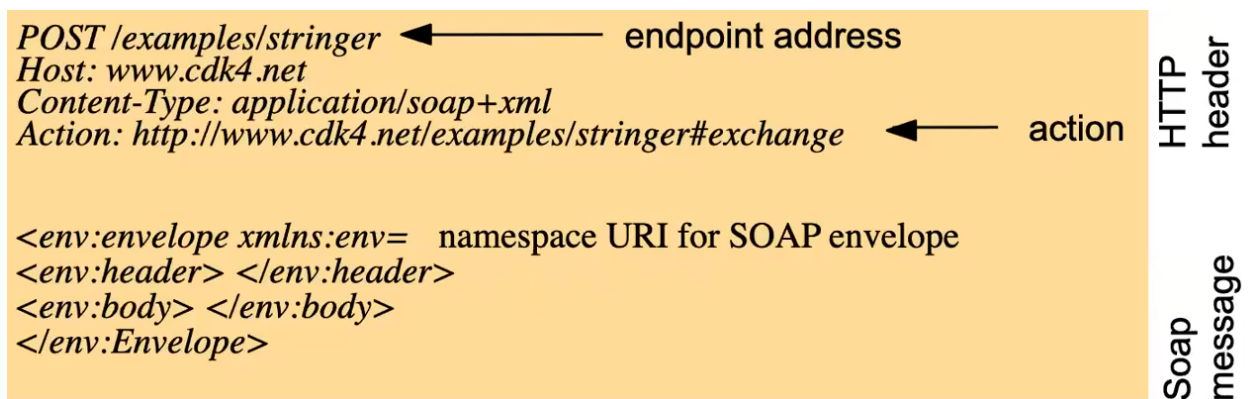 POST /examples/stringer endpoint address
Host: www.cdk4.net
Content-Type: application/soap+xml
Action: http://www.cdk4.net/examples/stringer#exchange action
HTTP
header
<env:envelope xmlns:env= namespace URI for SOAP envelope
<env:header> </env:header>
<env:body> </env:body>
</env:Envelope>
Soap
message